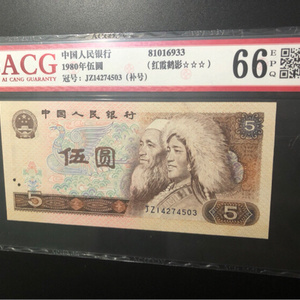 ACG
AI CANG GUARANTY
中国人民银行
1980年伍圆
冠号：JZ14274503（补号）
81016933
（红霞鹤影☆☆☆）
66 EPQ
中国人民银行
5
伍圆
5
JZ14274503
5